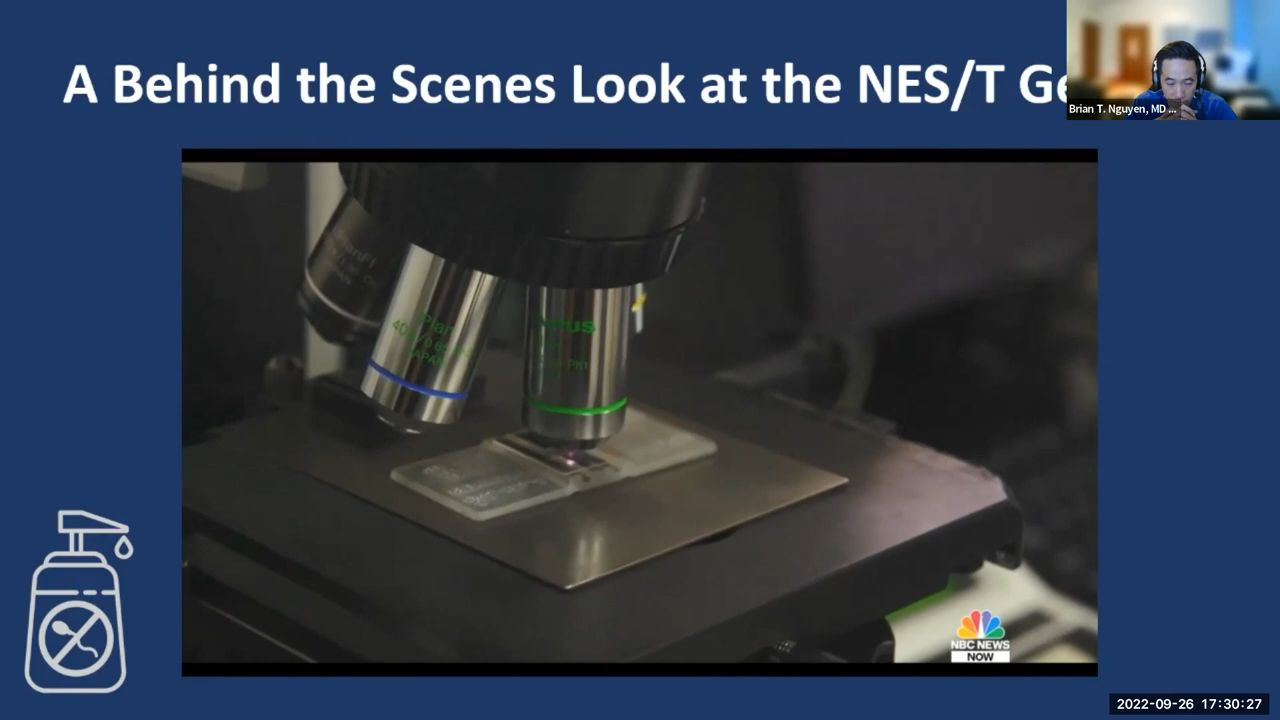 A Behind the Scenes Look at the NES/T Ge
Brian T. Nguyen, MD ...
Plan
NBC NEWS
NOW
2022-09-26 17:30:27